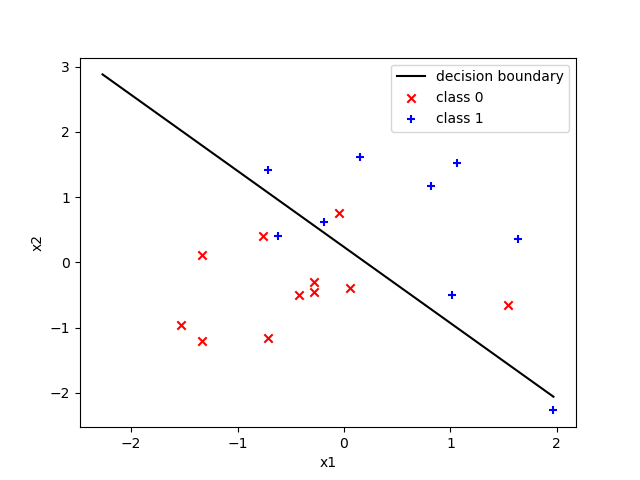 3
2
1
0
−1
−2
x2
−2
−1
0
1
2
x1
decision boundary
class 0
class 1